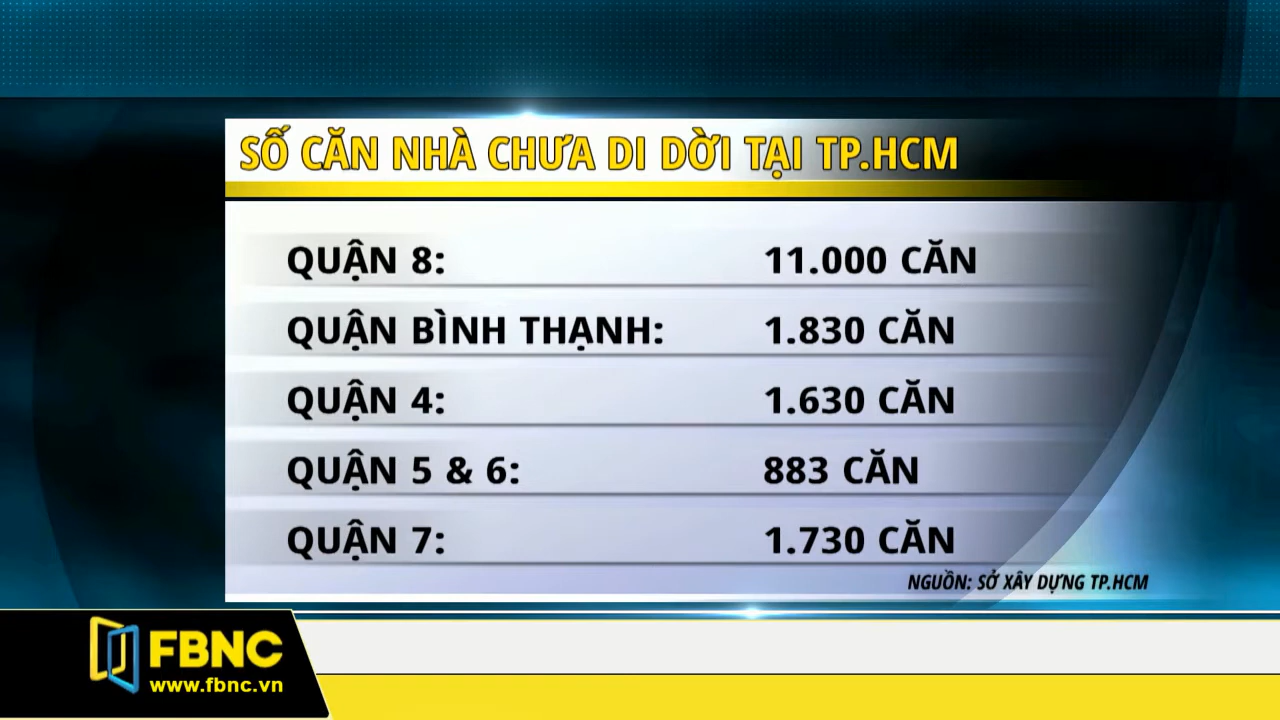 SỐ CĂN NHÀ CHƯA DI DỜI TẠI TP.HCM
QUẬN 8: 11.000 CĂN
QUẬN BÌNH THẠNH: 1.830 CĂN
QUẬN 4: 1.630 CĂN
QUẬN 5 & 6: 883 CĂN
QUẬN 7: 1.730 CĂN
NGUỒN: SỞ XÂY DỰNG TP.HCM
FBNC
www.fbnc.vn